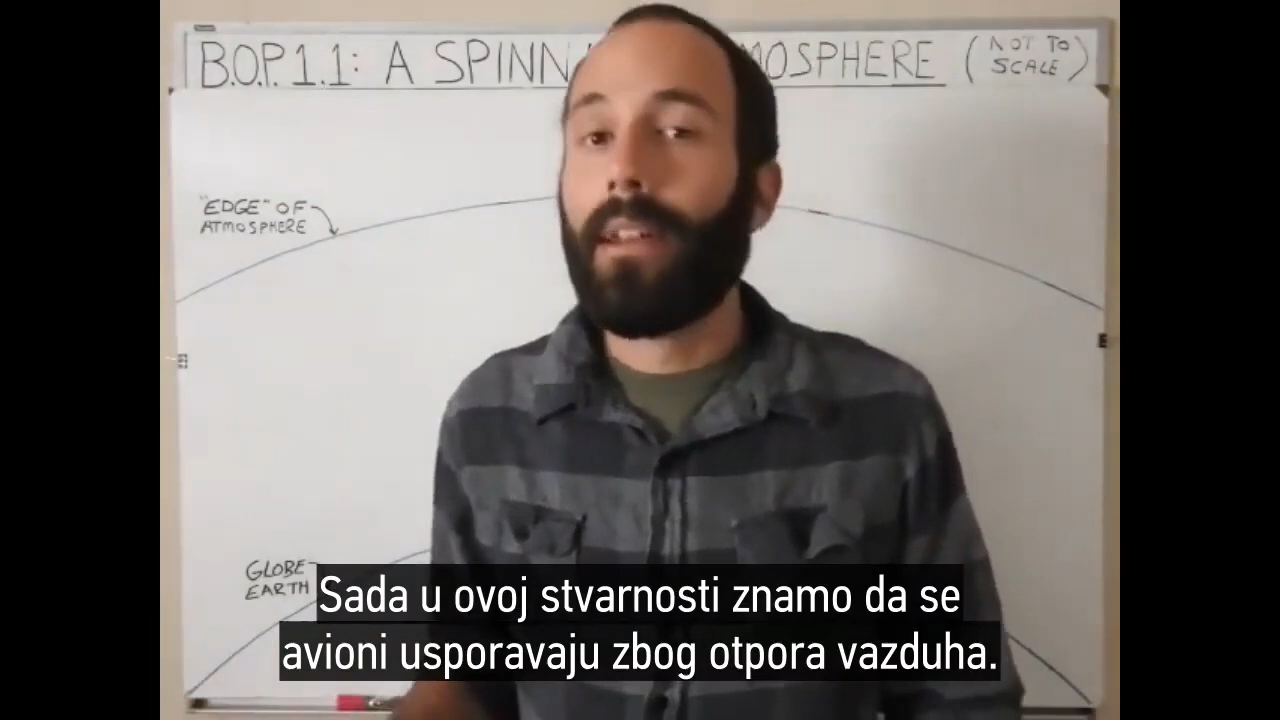 B.O.P. 1.1: A SPINN MOSPHERE (NOT TO
SCALE)
"EDGE" OF
ATMOSPHERE
GLOBE
EARTH
Sada u ovoj stvarnosti znamo da se
avioni usporavaju zbog otpora vazduha.